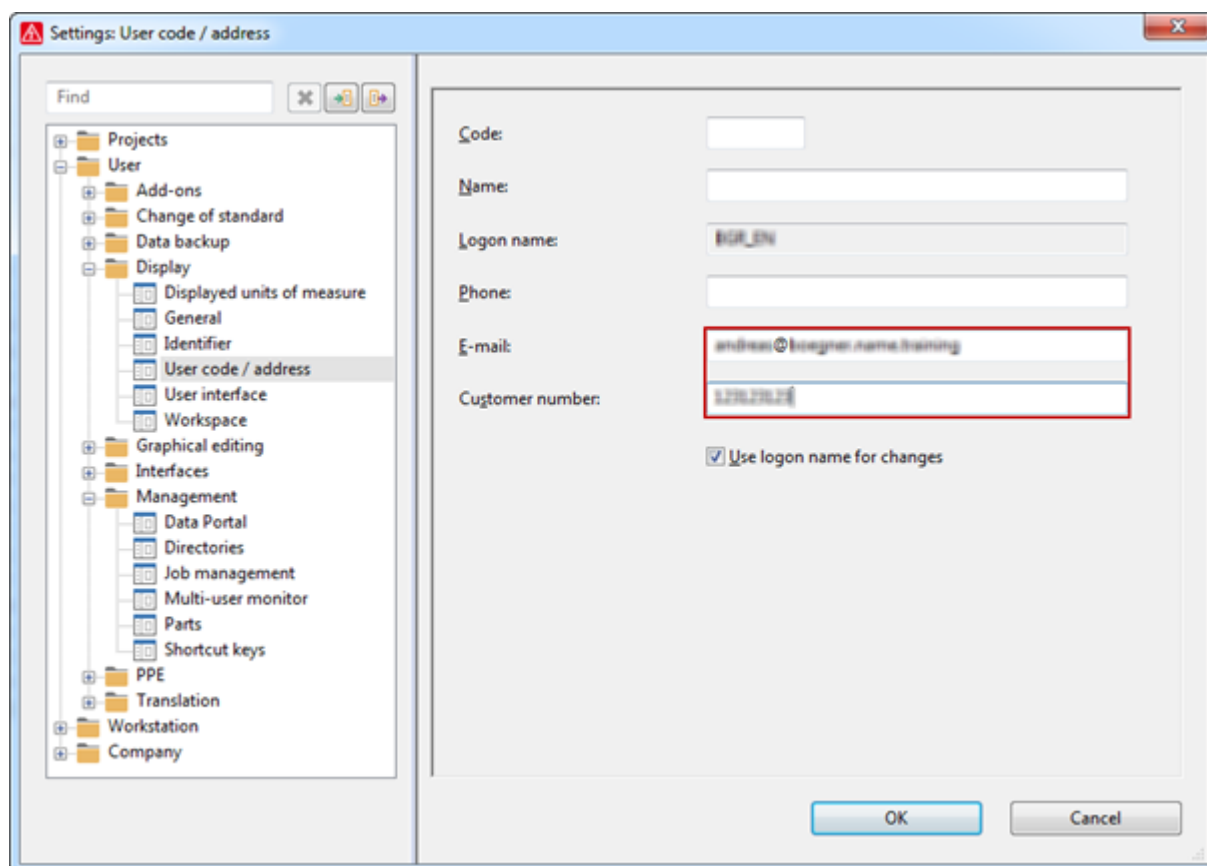 Settings: User code / address
Find
Projects
User
Add-ons
Change of standard
Data backup
Display
Displayed units of measure
General
Identifier
User code / address
User interface
Workspace
Graphical editing
Interfaces
Management
Data Portal
Directories
Job management
Multi-user monitor
Parts
Shortcut keys
PPE
Translation
Workstation
Company
Code:
Name:
Logon name:
Phone:
E-mail: @
Customer number:
Use logon name for changes
OK
Cancel